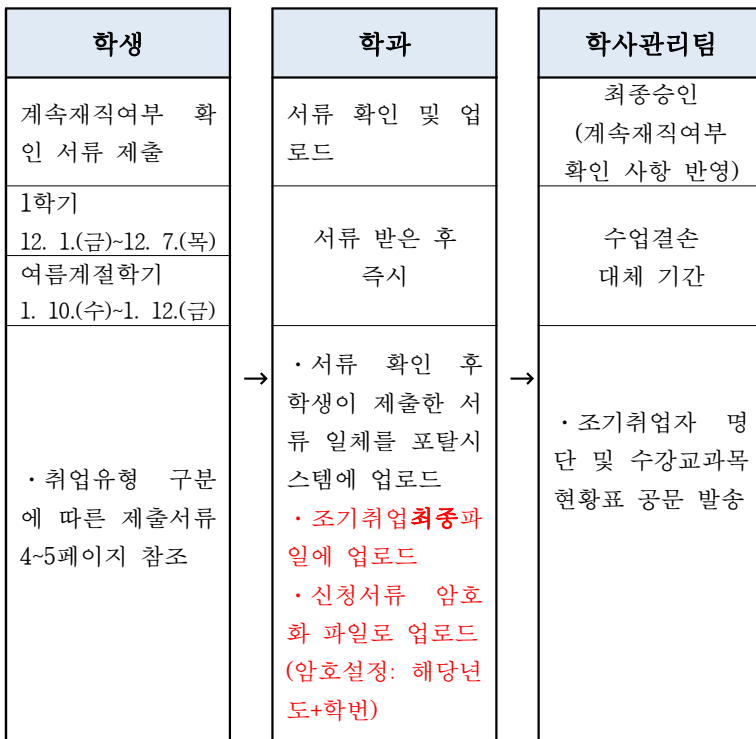 학생
계속재직여부 확
인 서류 제출
1학기
12. 1.(금)~12. 7.(목)
여름계절학기
1. 10.(수)~1. 12.(금)
・취업유형 구분
에 따른 제출서류
4~5페이지 참조
→
학과
서류 확인 및 업
로드
서류 받은 후
즉시
・서류 확인 후
학생이 제출한 서
류 일체를 포탈시
스템에 업로드
・조기취업최종파
일에 업로드
・신청서류 암호
화 파일로 업로드
(암호설정: 해당년
도+학번)
→
학사관리팀
최종승인
(계속재직여부
확인 사항 반영)
수업결손
대체 기간
・조기취업자 명
단 및 수강교과목
현황표 공문 발송